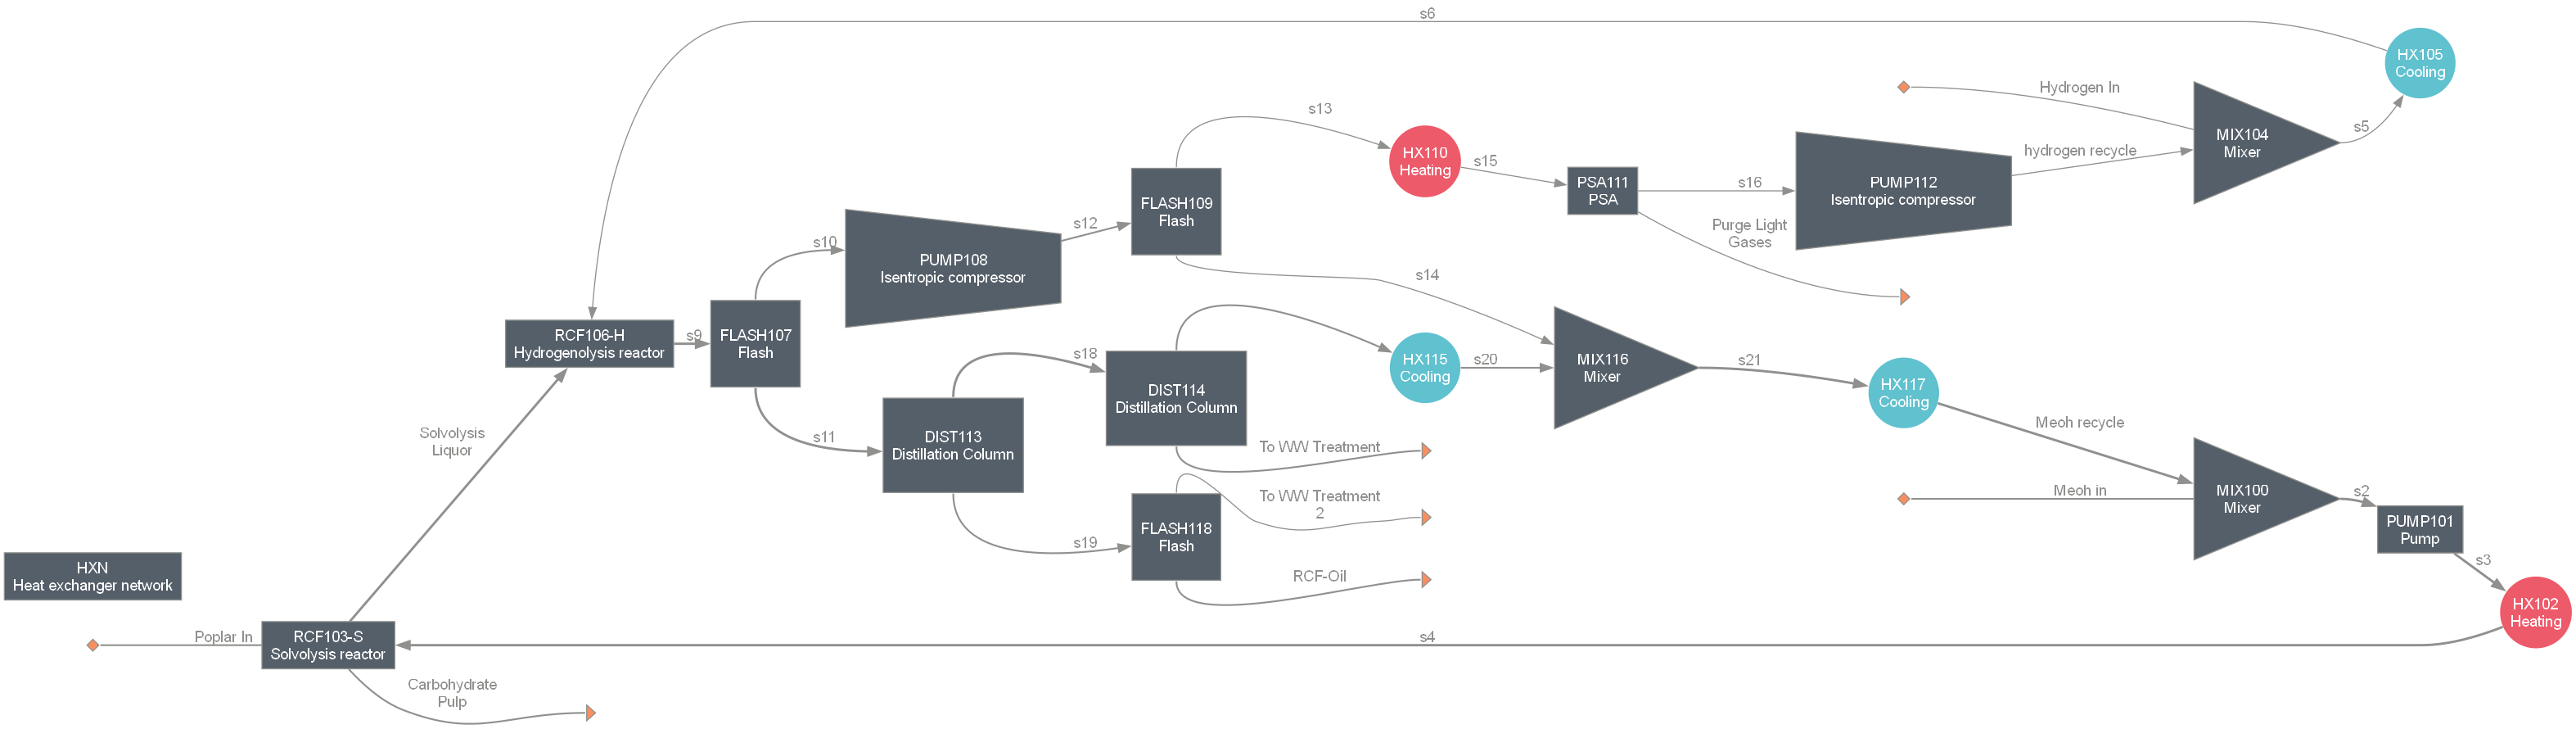 s6
HX105
Cooling
Hydrogen In
MIX104
Mixer
s5
s13
HX110
Heating
s15
PSA111
PSA
s16
PUMP112
Isentropic compressor
hydrogen recycle
Purge Light
Gases
FLASH109
Flash
s12
s10
PUMP108
Isentropic compressor
s14
RCF106-H
Hydrogenolysis reactor
s9
FLASH107
Flash
s18
DIST114
Distillation Column
HX115
Cooling
s20
MIX116
Mixer
s21
HX117
Cooling
Meoh recycle
Solvolysis
Liquor
s11
DIST113
Distillation Column
To WW Treatment
To WW Treatment
2
Meoh in
MIX100
Mixer
s2
PUMP101
Pump
s19
FLASH118
Flash
RCF-Oil
s3
HX102
Heating
HXN
Heat exchanger network
Poplar In
RCF103-S
Solvolysis reactor
s4
Carbohydrate
Pulp